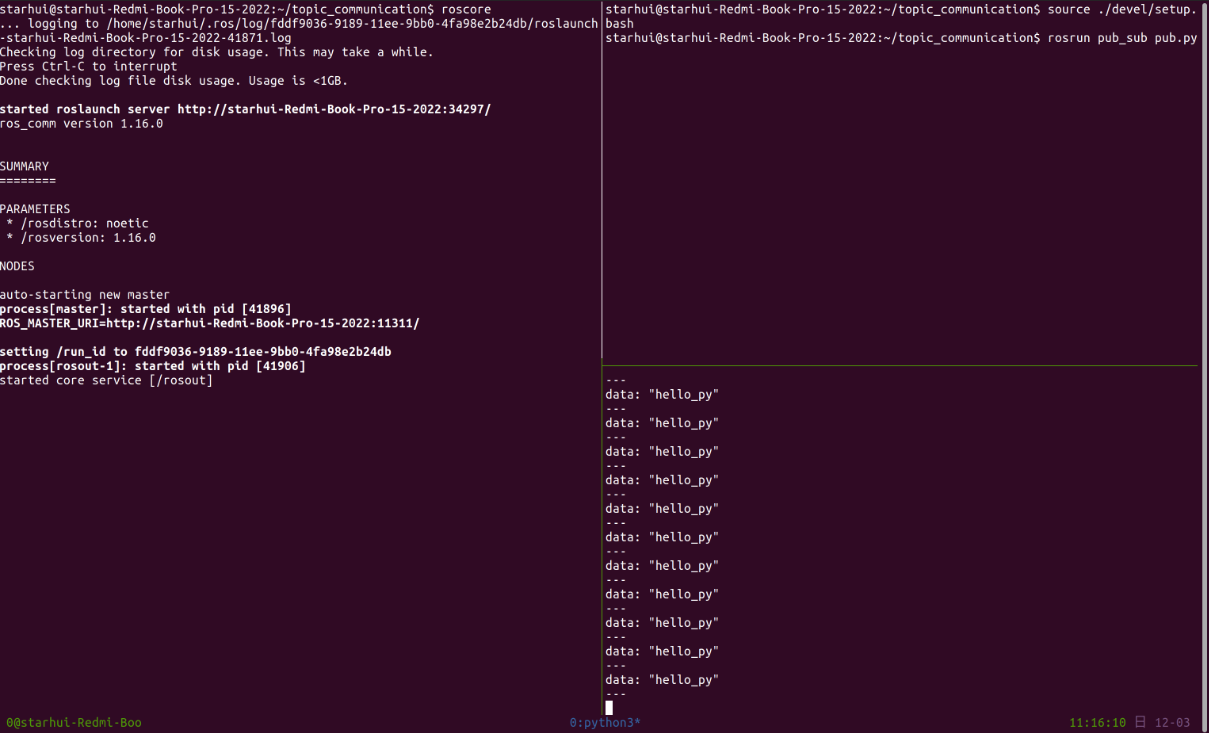 starhui@starhui-Redmi-Book-Pro-15-2022:~/topic_communication$ roscore
... logging to /home/starhui/.ros/log/fddf9036-9189-11ee-9bb0-4fa98e2b24db/roslaunch
-starhui-Redmi-Book-Pro-15-2022-41871.log
Checking log directory for disk usage. This may take a while.
Press Ctrl-C to interrupt
Done checking log file disk usage. Usage is <1GB.
started roslaunch server http://starhui-Redmi-Book-Pro-15-2022:34297/
ros_comm version 1.16.0
SUMMARY
========
PARAMETERS
 * /rosdistro: noetic
 * /rosversion: 1.16.0
NODES
auto-starting new master
process[master]: started with pid [41896]
ROS_MASTER_URI=http://starhui-Redmi-Book-Pro-15-2022:11311/
setting /run_id to fddf9036-9189-11ee-9bb0-4fa98e2b24db
process[rosout-1]: started with pid [41906]
started core service [/rosout]
starhui@starhui-Redmi-Book-Pro-15-2022:~/topic_communication$ source ./devel/setup.
bash
starhui@starhui-Redmi-Book-Pro-15-2022:~/topic_communication$ rosrun pub_sub pub.py
---
data: "hello_py"
---
data: "hello_py"
---
data: "hello_py"
---
data: "hello_py"
---
data: "hello_py"
---
data: "hello_py"
---
data: "hello_py"
---
data: "hello_py"
---
data: "hello_py"
---
data: "hello_py"
---
data: "hello_py"
---
0@starhui-Redmi-Boo 0:python3* 11:16:10 日 12-03